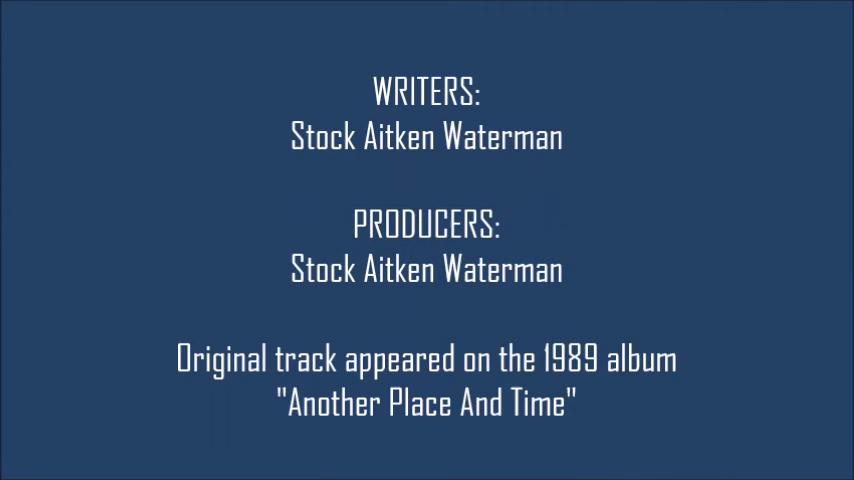 WRITERS:
Stock Aitken Waterman
PRODUCERS:
Stock Aitken Waterman
Original track appeared on the 1989 album
"Another Place And Time"